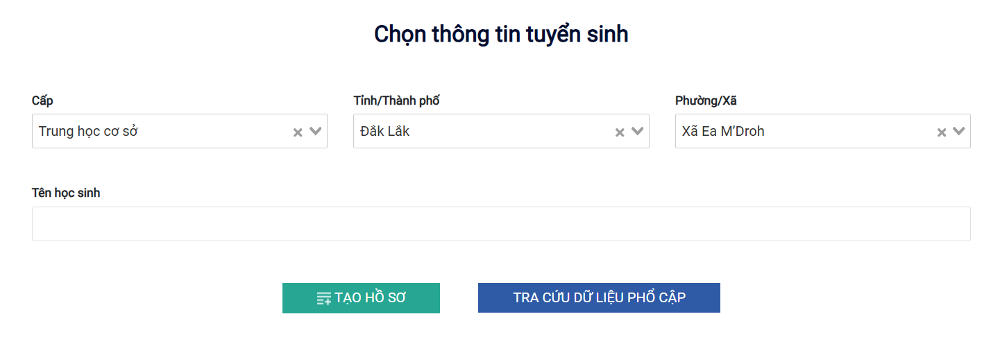 Chọn thông tin tuyển sinh
Cấp
Tỉnh/Thành phố
Phường/Xã
Trung học cơ sở
Đắk Lắk
Xã Ea M’Droh
Tên học sinh
TẠO HỒ SƠ
TRA CỨU DỮ LIỆU PHỔ CẬP